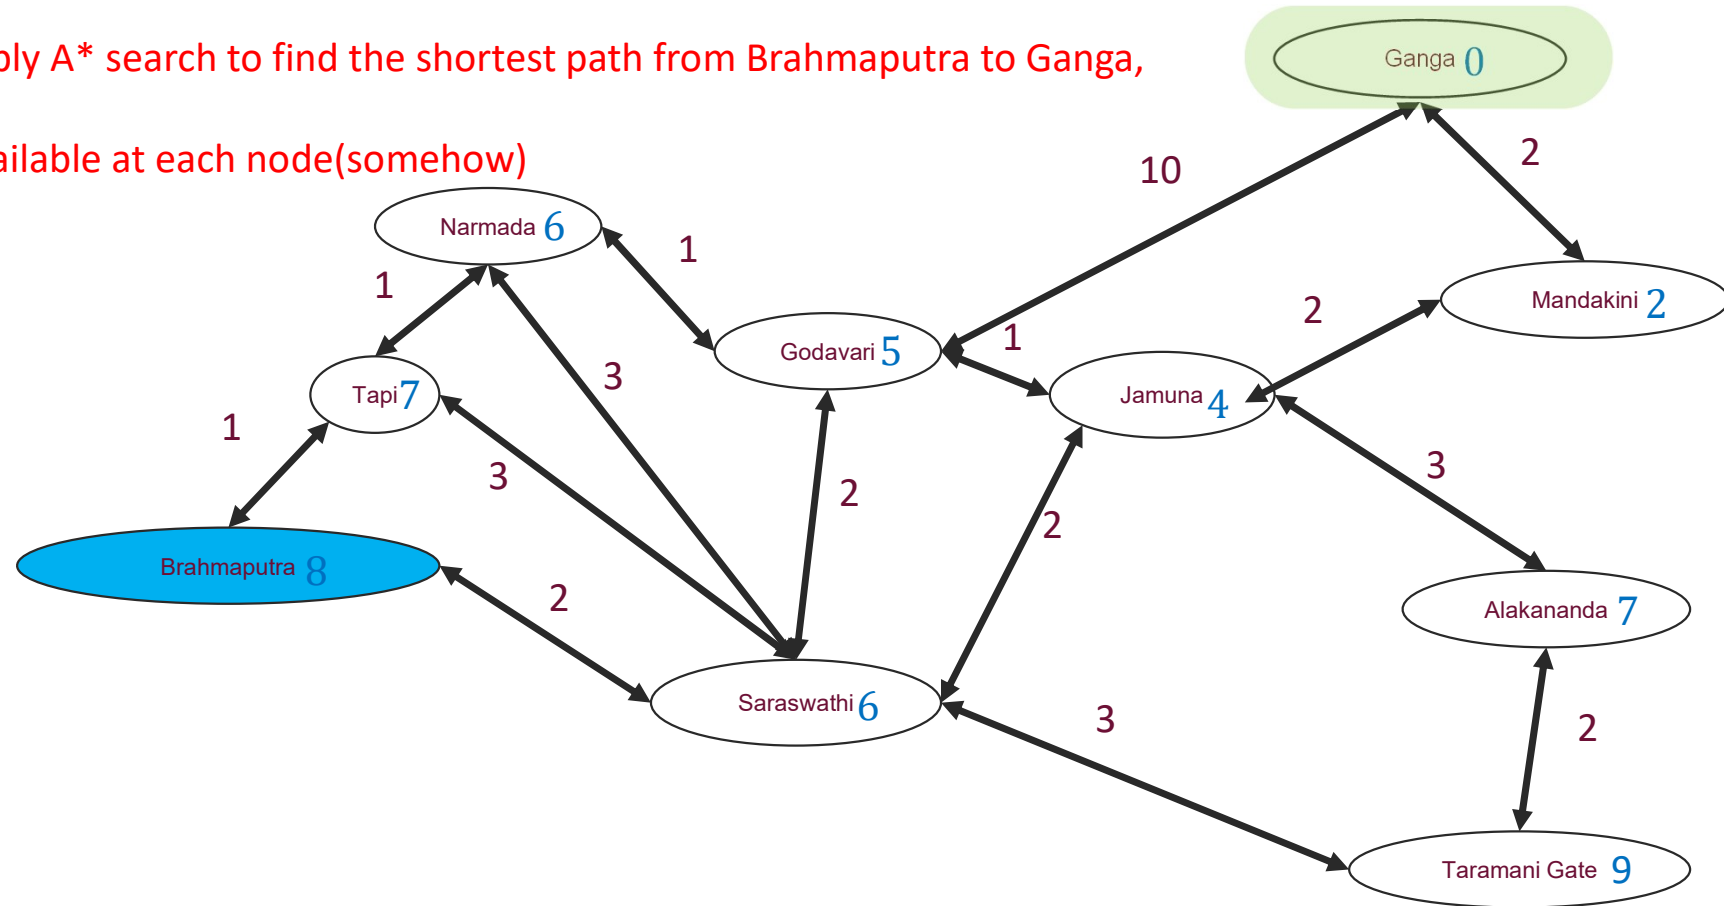 ply A* search to find the shortest path from Brahmaputra to Ganga,
ailable at each node(somehow)
Ganga 0
10
2
Narmada 6
1
1
2
Mandakini 2
Godavari 5
1
3
Tapi 7
Jamuna 4
1
3
3
2
2
Brahmaputra 8
2
Alakananda 7
Saraswathi 6
3
2
Taramani Gate 9